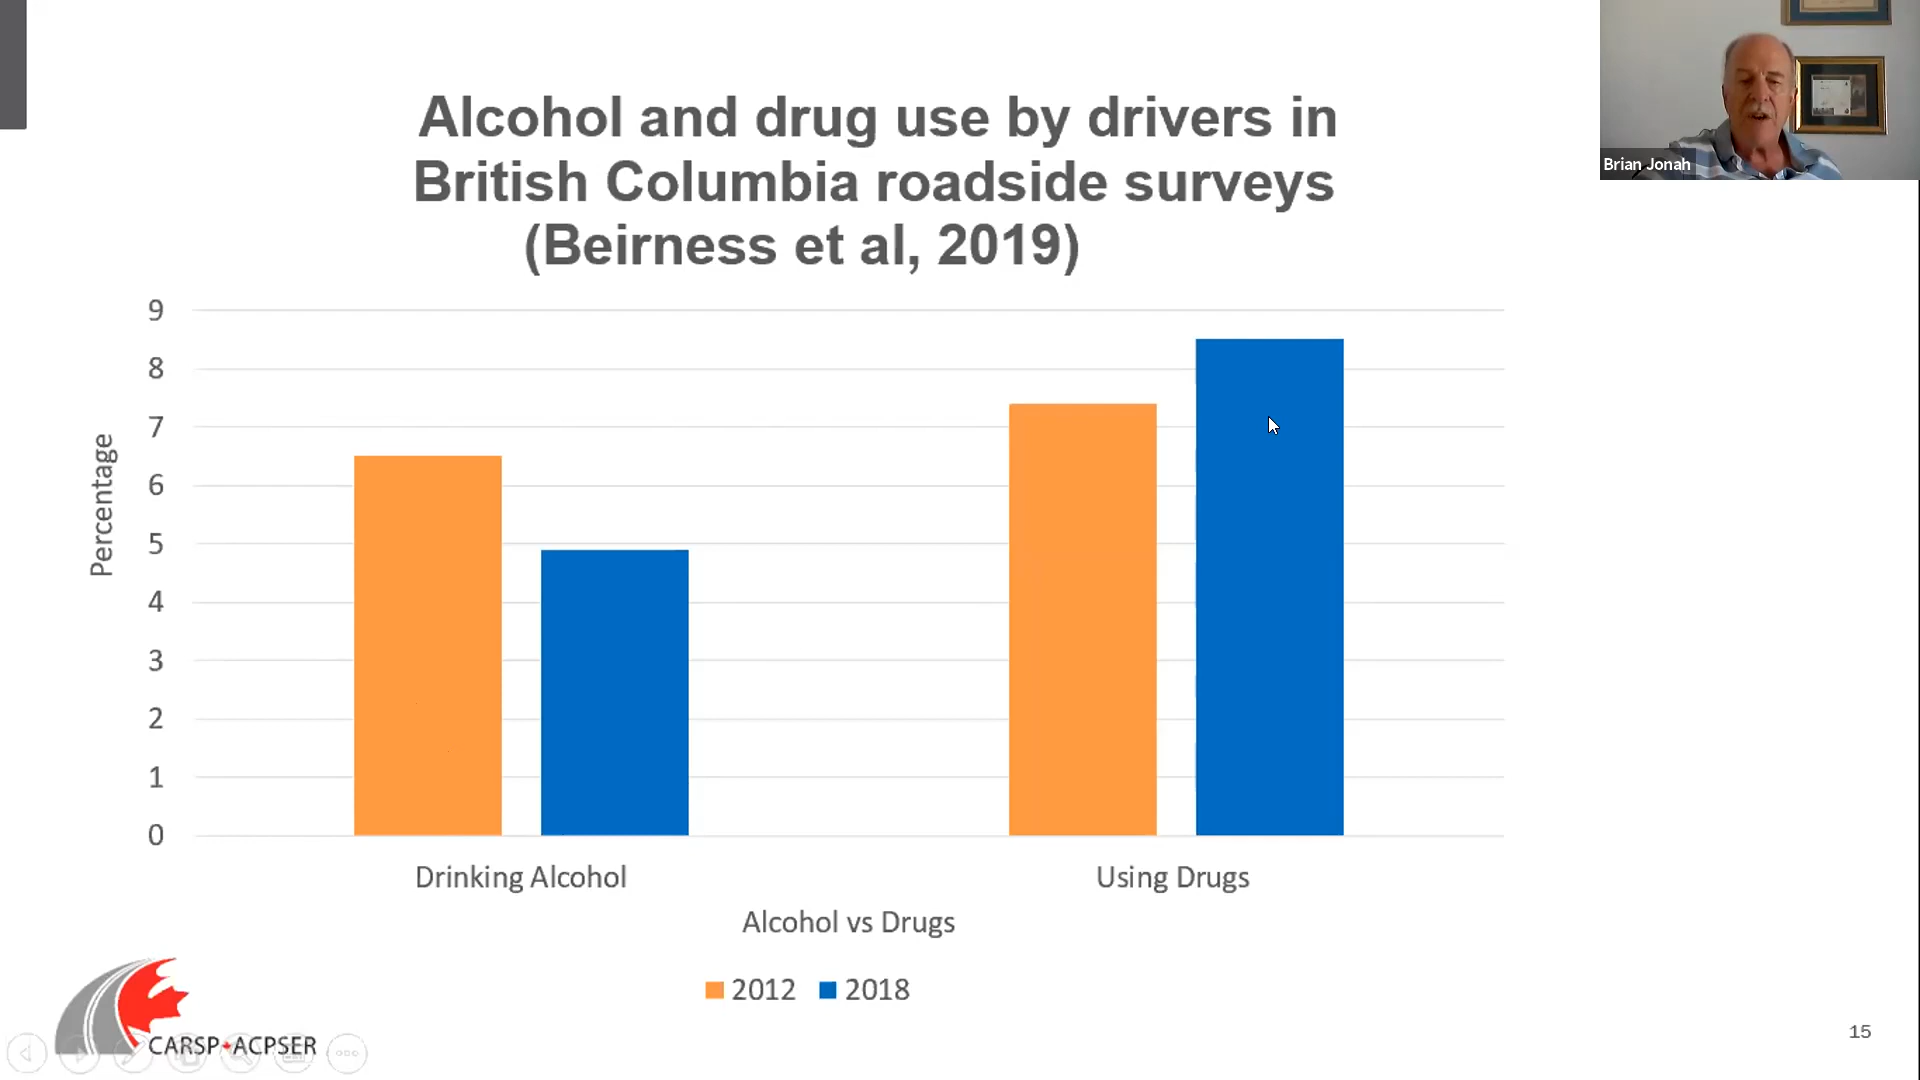 Alcohol and drug use by drivers in
British Columbia roadside surveys
(Beirness et al, 2019)
Brian Jonah
9
8
7
6
5
4
3
2
1
0
Percentage
Drinking Alcohol
Using Drugs
Alcohol vs Drugs
2012
2018
CARSP ACPSER
15